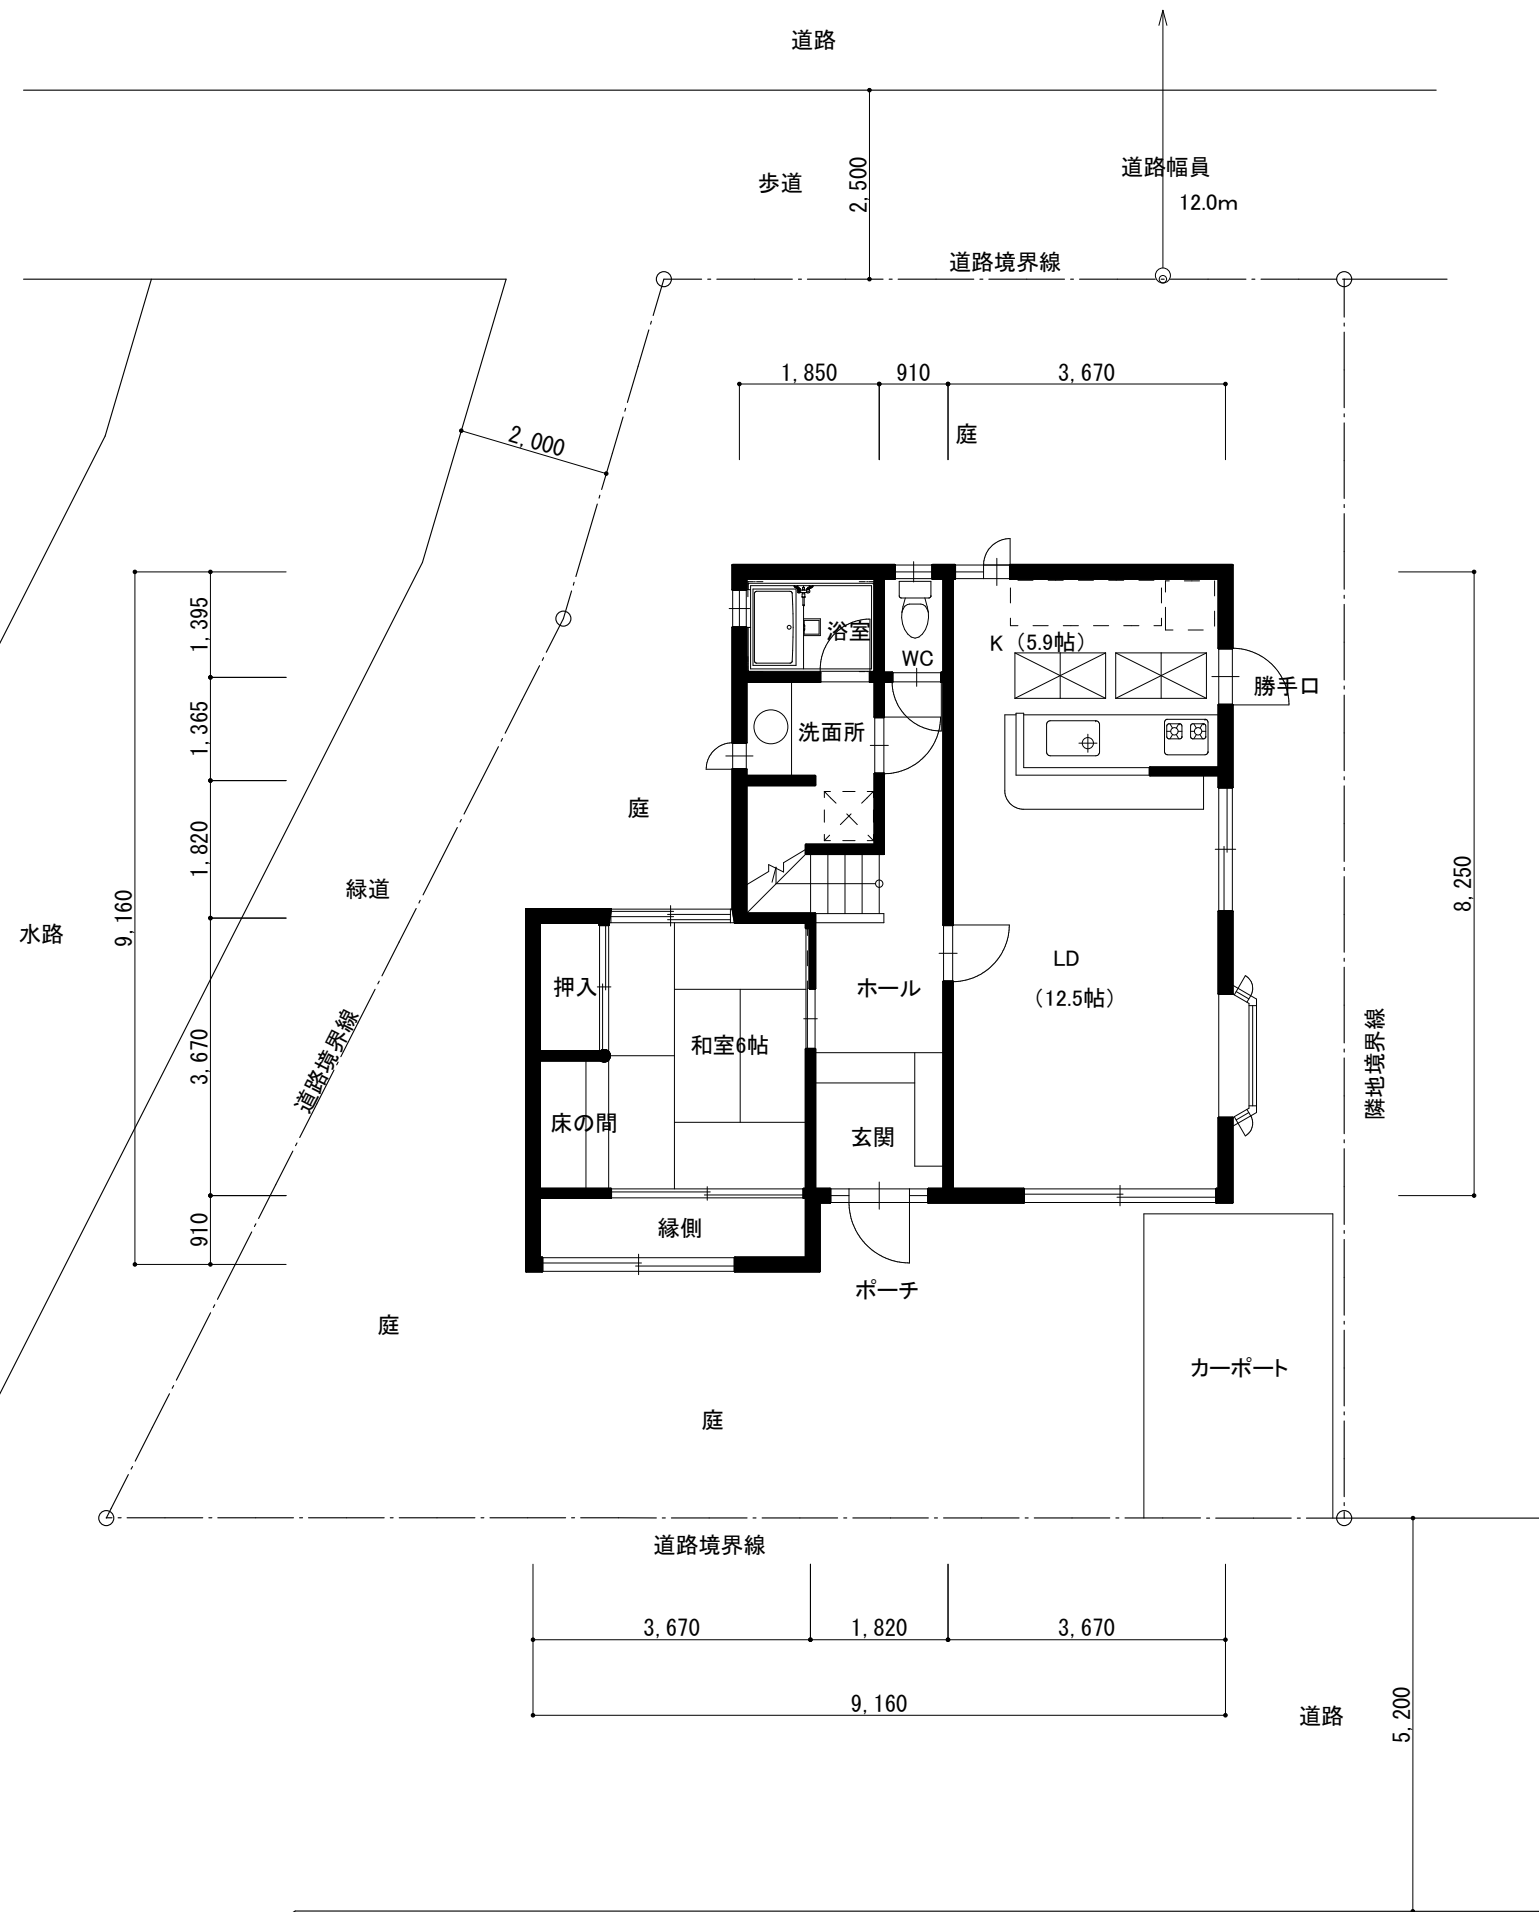 道路
歩道
2,500
道路幅員
12.0m
道路境界線
1,850
910
3,670
庭
2,000
1,395
1,365
1,820
3,670
910
9,160
8,250
浴室
WC
K (5.9帖)
勝手口
洗面所
庭
緑道
水路
道路境界線
押入
和室6帖
床の間
縁側
ホール
玄関
LD
(12.5帖)
隣地境界線
ポーチ
庭
庭
カーポート
道路境界線
3,670
1,820
3,670
9,160
道路
5,200